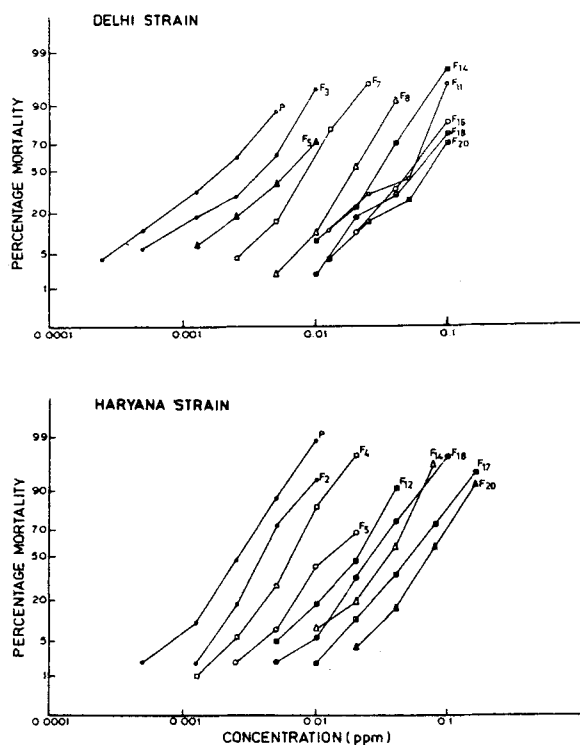 DELHI STRAIN
PERCENTAGE MORTALITY
99
90
70
50
20
5
1
P
F3
F5
F7
F8
F14
F11
F16
F18
F20
0.0001
0.001
0.01
0.1
HARYANA STRAIN
PERCENTAGE MORTALITY
99
90
70
50
20
5
1
P
F2
F4
F5
F12
F14
F18
F17
F20
0.0001
0.001
0.01
0.1
CONCENTRATION (ppm)